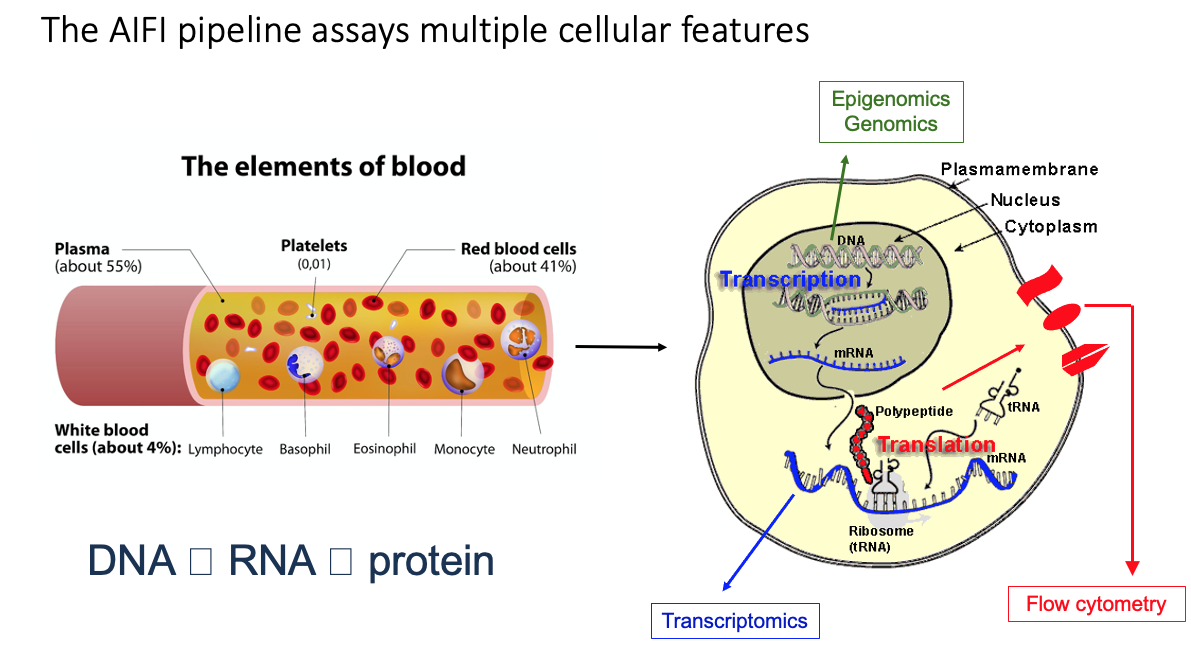 The AIFI pipeline assays multiple cellular features
The elements of blood
Plasma
(about 55%)
Platelets
(0,01)
Red blood cells
(about 41%)
White blood
cells (about 4%):
Lymphocyte
Basophil
Eosinophil
Monocyte
Neutrophil
DNA □ RNA □ protein
Epigenomics
Genomics
Plasmamembrane
Nucleus
Cytoplasm
DNA
Transcription
mRNA
Polypeptide
tRNA
Translation
mRNA
Ribosome
(tRNA)
Transcriptomics
Flow cytometry